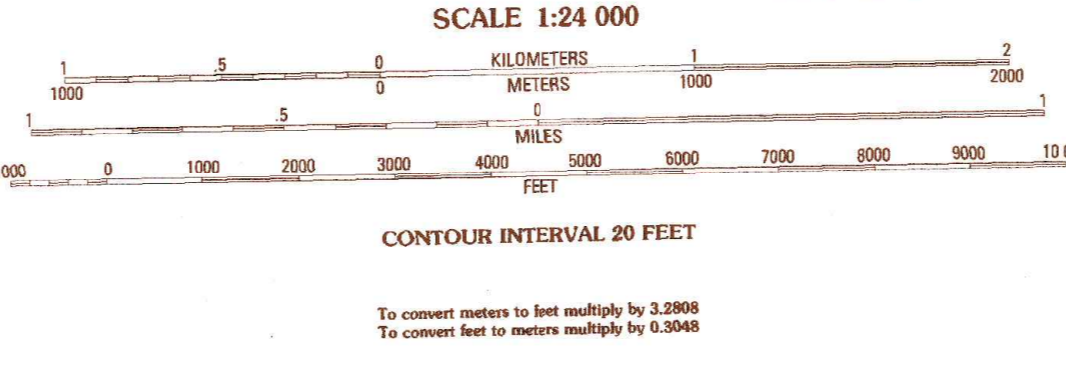 SCALE 1:24 000
1 .5 0 KILOMETERS 1 2
1000 0 METERS 1000 2000
1 .5 0 1
MILES
000 0 1000 2000 3000 4000 5000 6000 7000 8000 9000 10
FEET
CONTOUR INTERVAL 20 FEET
To convert meters to feet multiply by 3.2808
To convert feet to meters multiply by 0.3048